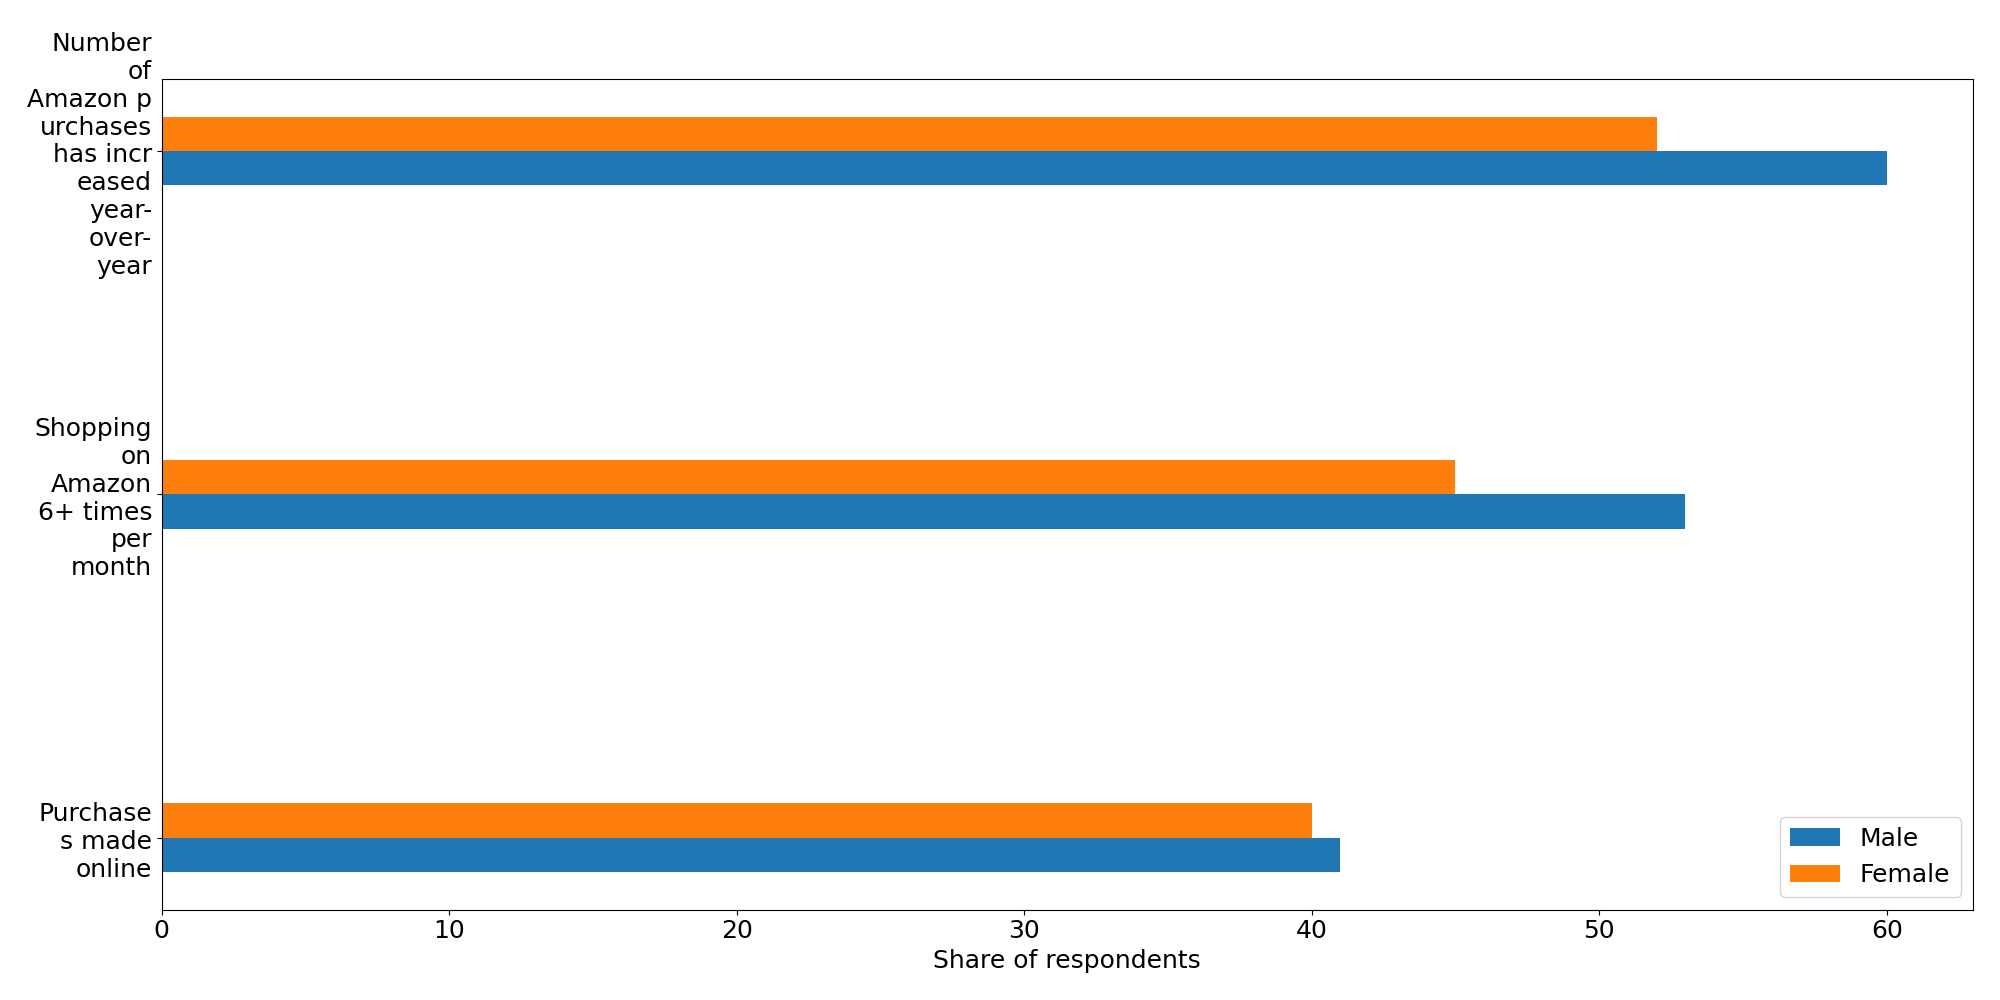 Number
of
Amazon p
urchases
has incr
eased
year-
over-
year
Shopping
on
Amazon
6+ times
per
month
Purchase
s made
online
Male
Female
0 10 20 30 40 50 60
Share of respondents